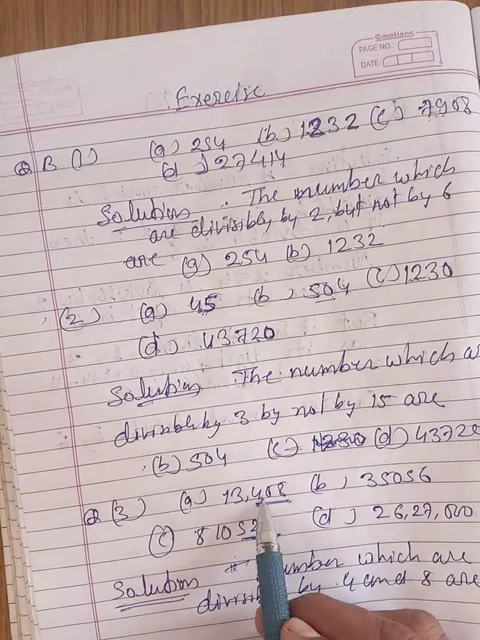 emotions
PAGE NO.
DATE:
Exercise
B (1) (a) 254 (b) 1232 (c) 7908
(d) 27414
Solution. The number which
are divisibly by 2, but not by 6
are (a) 254 (b) 1232
(2) (a) 45 (b) 504 (c) 1230
(d) 43720
Solution The number which are
divisible by 3 by not by 15 are
(b) 504 (c) (d) 43720
(3) (a) 13,408 (b) 35056
(c) 81052. (d) 26,27,000
Solution number which are
divisible by 4 and 8 are